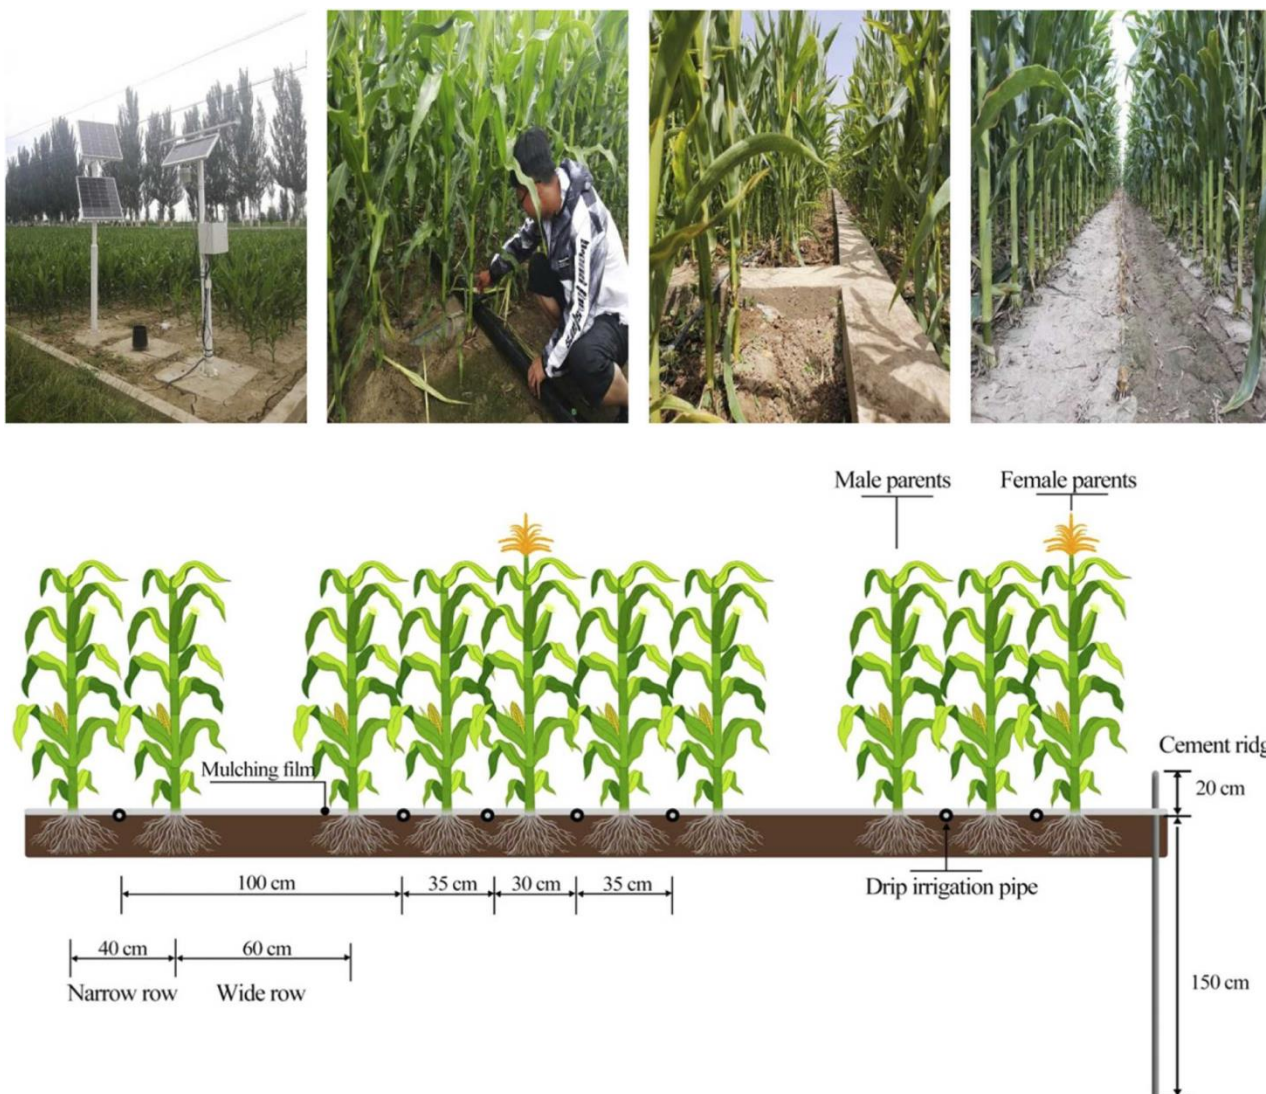 Male parents
Female parents
Mulching film
Cement ridg
20 cm
100 cm
35 cm
30 cm
35 cm
Drip irrigation pipe
40 cm
60 cm
Narrow row
Wide row
150 cm